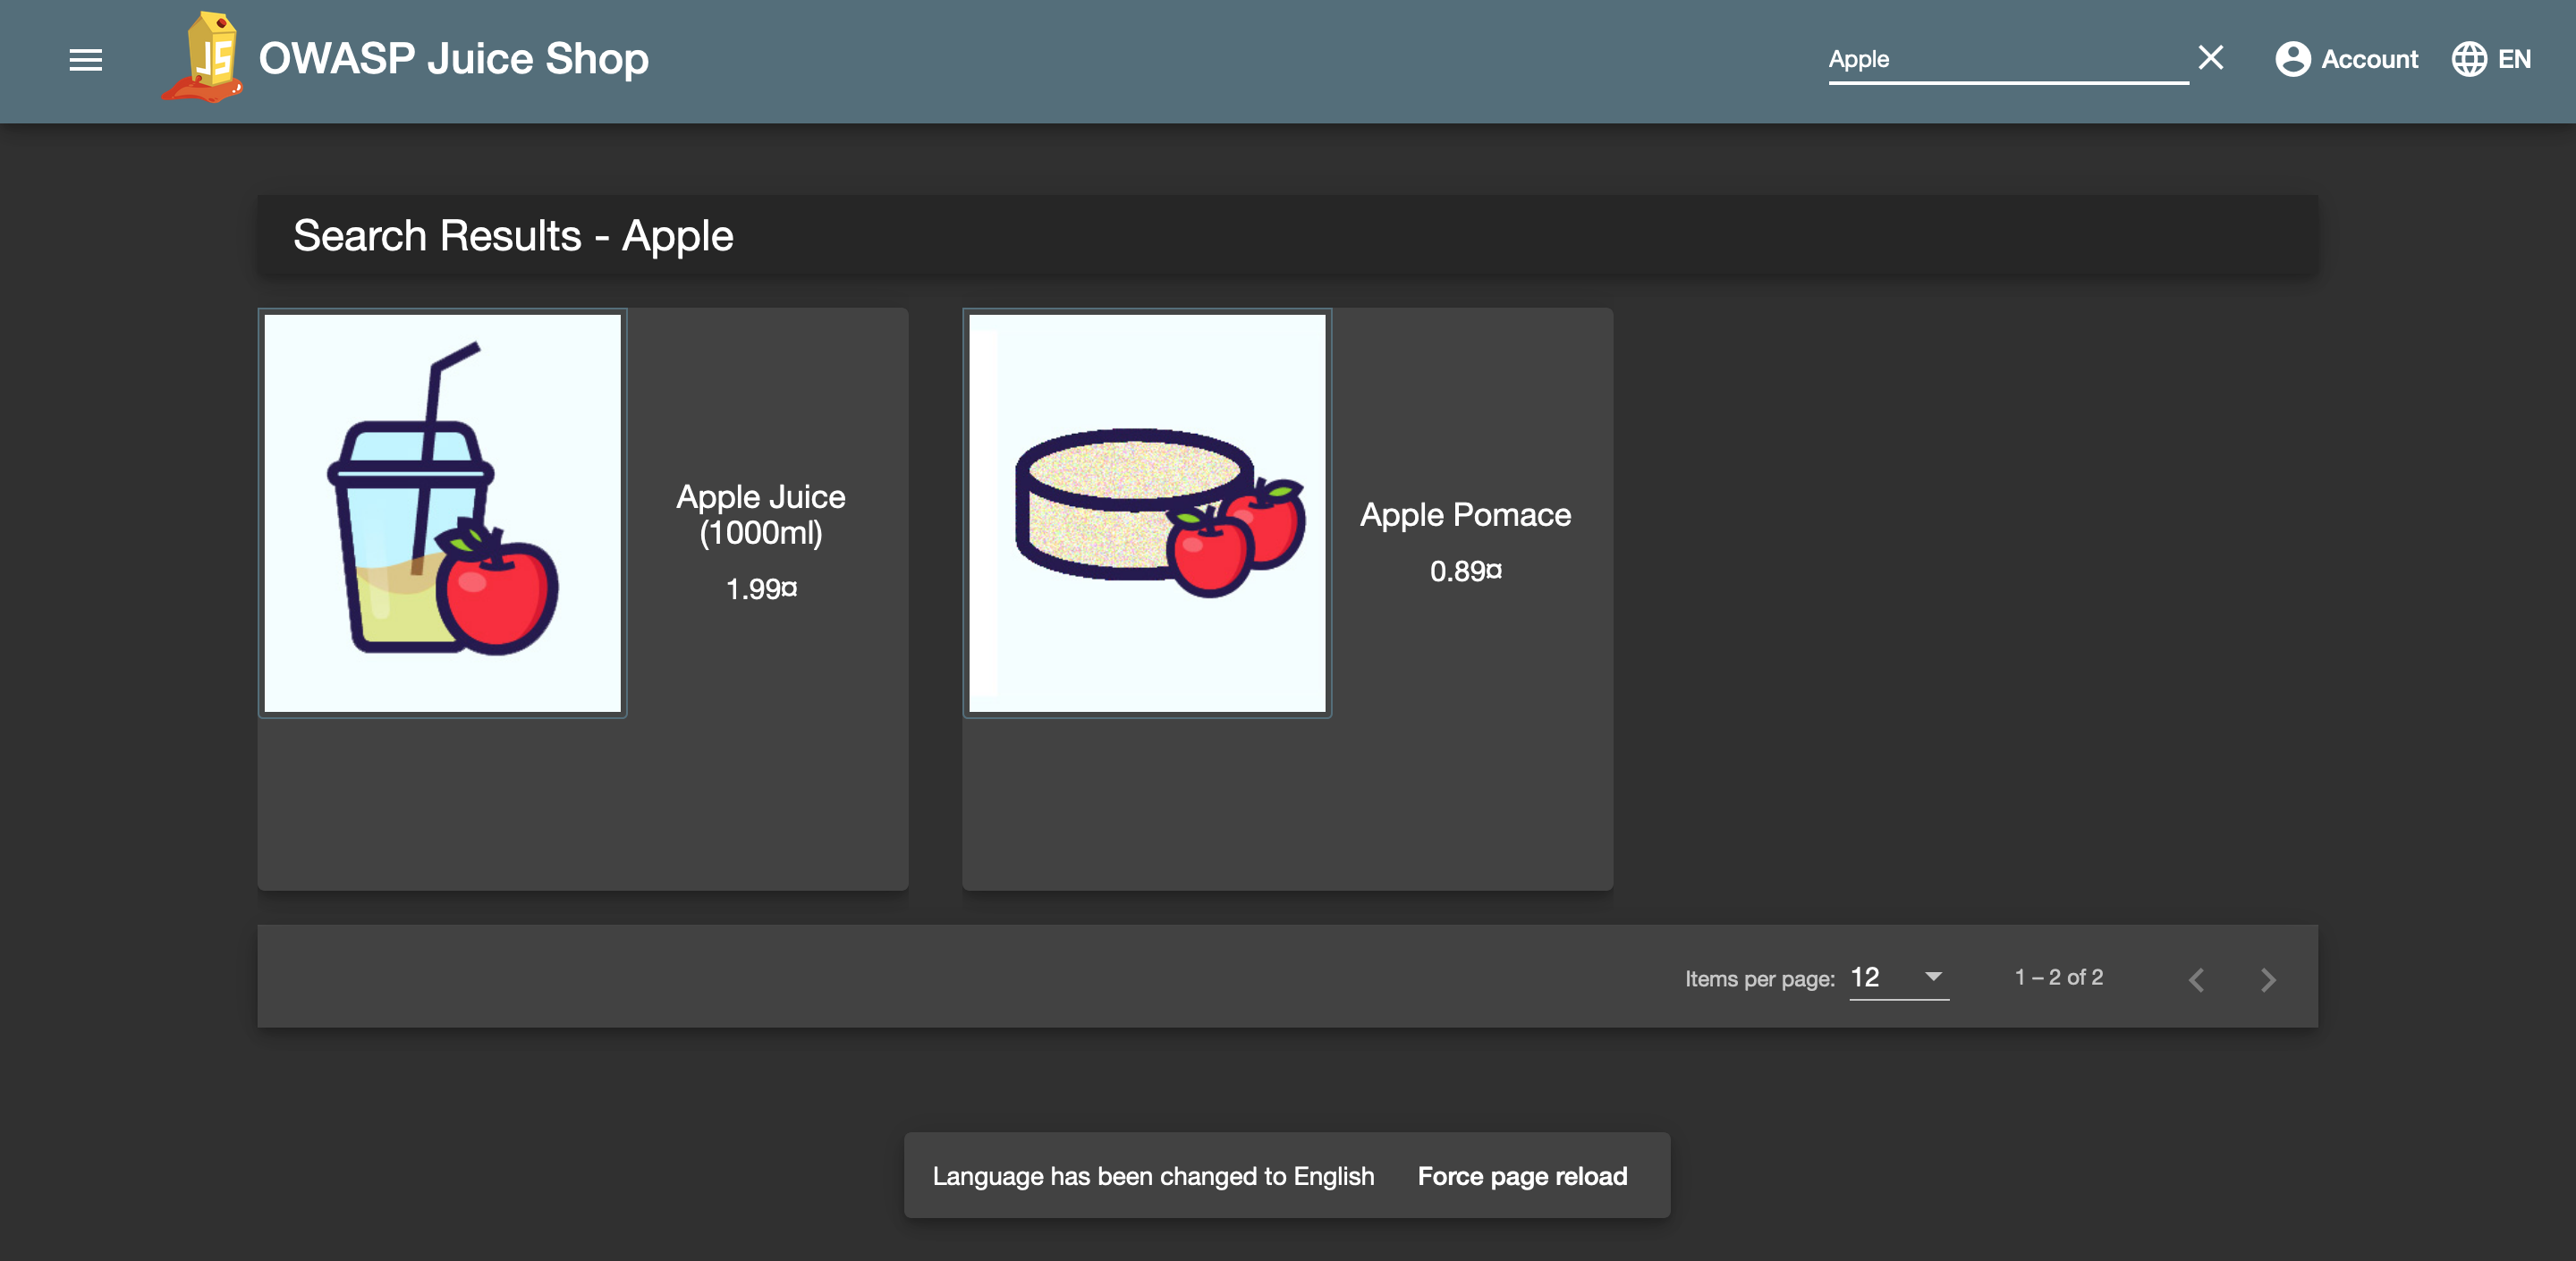 JS
OWASP Juice Shop
Apple
Account
EN
Search Results - Apple
Apple Juice
(1000ml)
1.99¤
Apple Pomace
0.89¤
Items per page: 12
1 – 2 of 2
Language has been changed to English
Force page reload